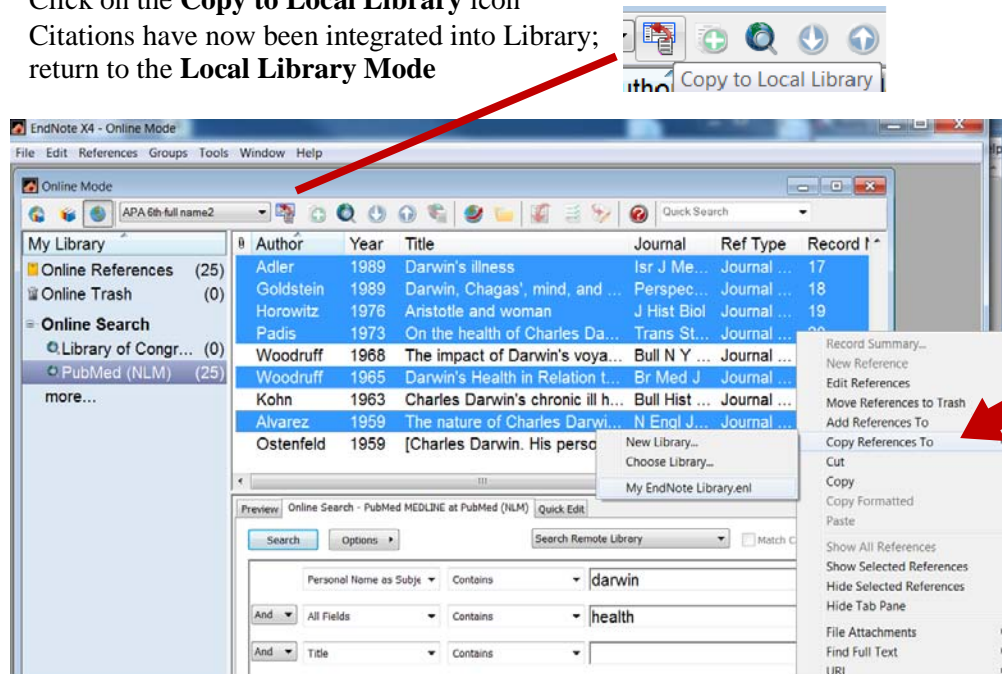 Click on the Copy to Local Library icon
Citations have now been integrated into Library;
return to the Local Library Mode
Copy to Local Library
EndNote X4 - Online Mode
File Edit References Groups Tools Window Help
Online Mode
APA 6th-full name2
Quick Search
My Library
Online References (25)
Online Trash (0)
Online Search
Library of Congr... (0)
PubMed (NLM) (25)
more...
Author Year Title Journal Ref Type Record
Adler 1989 Darwin's illness Isr J Me... Journal ... 17
Goldstein 1989 Darwin, Chagas', mind, and ... Perspec... Journal ... 18
Horowitz 1976 Aristotle and woman J Hist Biol Journal ... 19
Padis 1973 On the health of Charles Da... Trans St... Journal ...
Woodruff 1968 The impact of Darwin's voya... Bull N Y ... Journal ...
Woodruff 1965 Darwin's Health in Relation t... Br Med J Journal ...
Kohn 1963 Charles Darwin's chronic ill h... Bull Hist ... Journal ...
Alvarez 1959 The nature of Charles Darwi... N Engl J... Journal ...
Ostenfeld 1959 [Charles Darwin. His perso
New Library...
Choose Library...
My EndNote Library.enl
Record Summary...
New Reference
Edit References
Move References to Trash
Add References To
Copy References To
Cut
Copy
Copy Formatted
Paste
Show All References
Show Selected References
Hide Selected References
Hide Tab Pane
File Attachments
Find Full Text
URL
Preview Online Search - PubMed MEDLINE at PubMed (NLM) Quick Edit
Search Options Search Remote Library Match C
Personal Name as Subje Contains darwin
And All Fields Contains health
And Title Contains